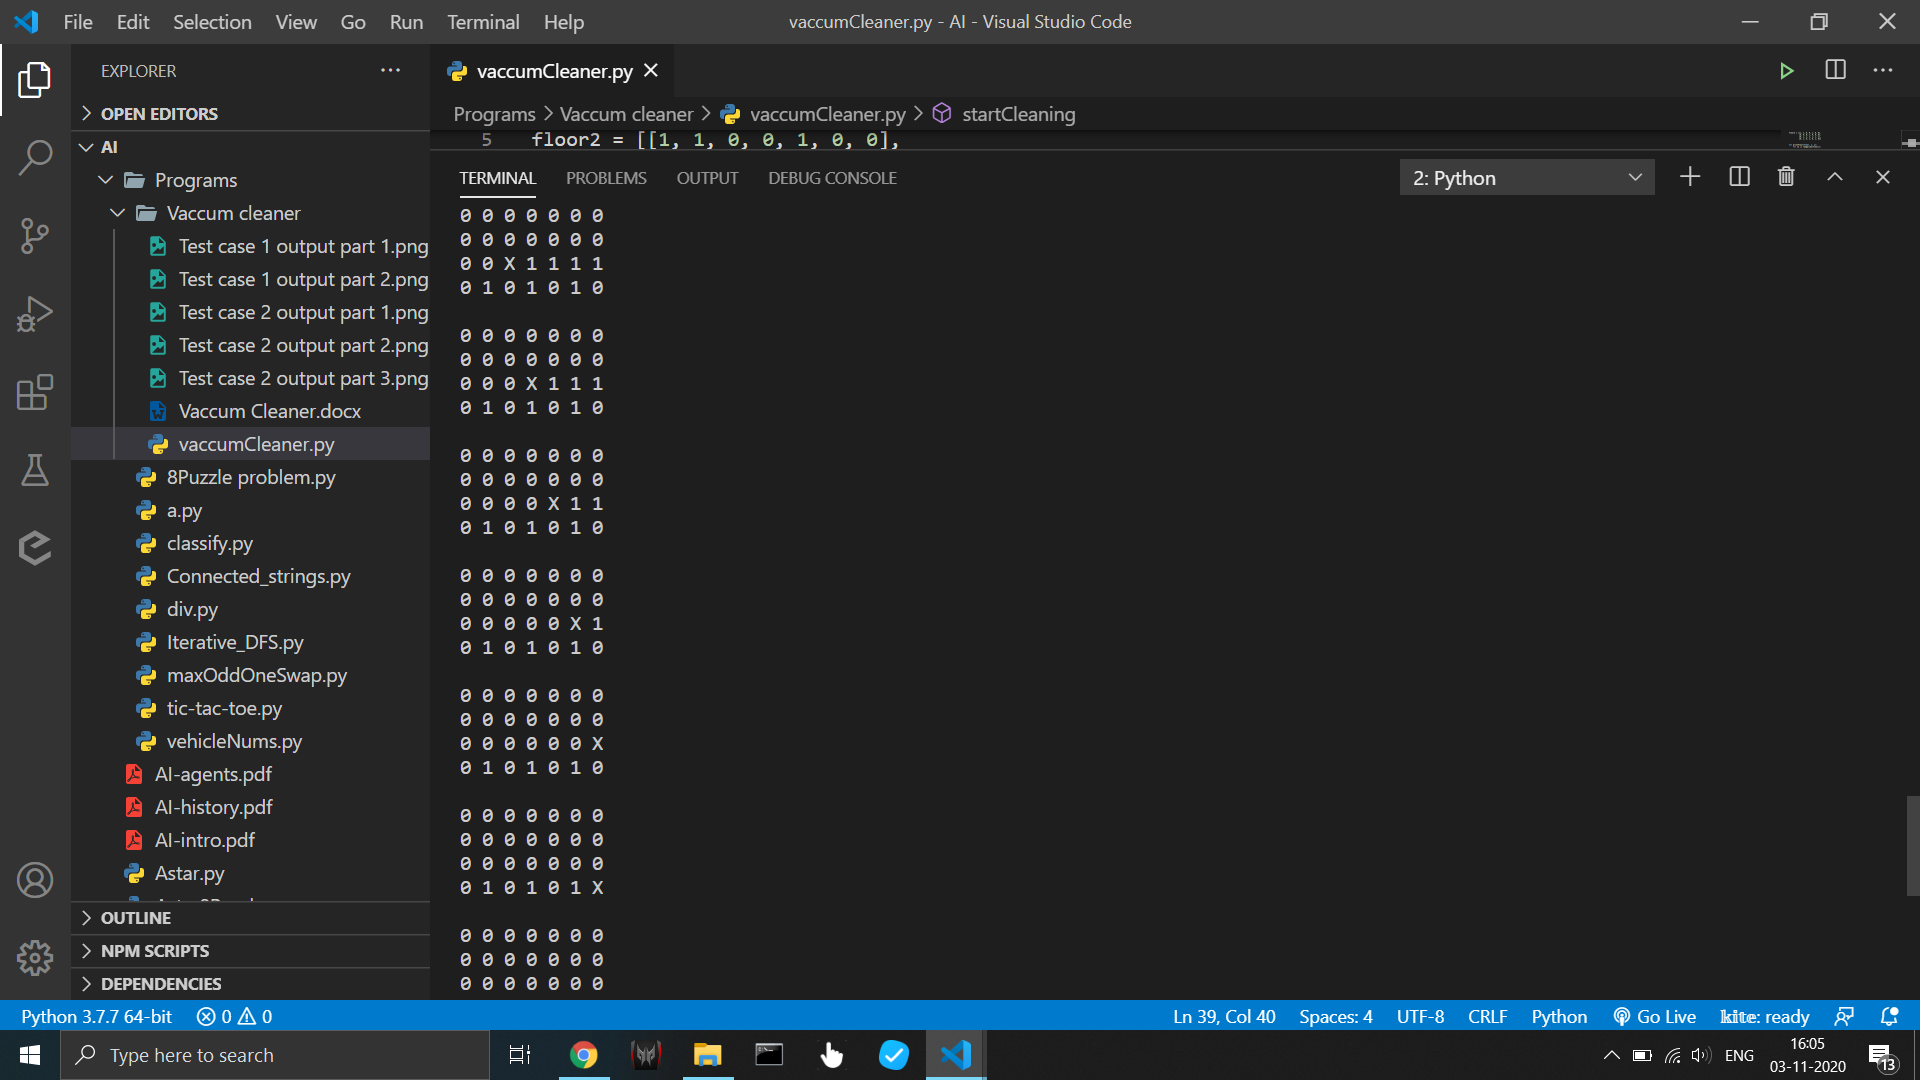 File Edit Selection View Go Run Terminal Help
vaccumCleaner.py - AI - Visual Studio Code
EXPLORER
OPEN EDITORS
AI
Programs
Vaccum cleaner
Test case 1 output part 1.png
Test case 1 output part 2.png
Test case 2 output part 1.png
Test case 2 output part 2.png
Test case 2 output part 3.png
Vaccum Cleaner.docx
vaccumCleaner.py
8Puzzle problem.py
a.py
classify.py
Connected_strings.py
div.py
Iterative_DFS.py
maxOddOneSwap.py
tic-tac-toe.py
vehicleNums.py
AI-agents.pdf
AI-history.pdf
AI-intro.pdf
Astar.py
OUTLINE
NPM SCRIPTS
DEPENDENCIES
vaccumCleaner.py
Programs > Vaccum cleaner > vaccumCleaner.py > startCleaning
5 floor2 = [[1, 1, 0, 0, 1, 0, 0],
TERMINAL PROBLEMS OUTPUT DEBUG CONSOLE
2: Python
0 0 0 0 0 0 0
0 0 0 0 0 0 0
0 0 X 1 1 1 1
0 1 0 1 0 1 0
0 0 0 0 0 0 0
0 0 0 0 0 0 0
0 0 0 X 1 1 1
0 1 0 1 0 1 0
0 0 0 0 0 0 0
0 0 0 0 0 0 0
0 0 0 0 X 1 1
0 1 0 1 0 1 0
0 0 0 0 0 0 0
0 0 0 0 0 0 0
0 0 0 0 0 X 1
0 1 0 1 0 1 0
0 0 0 0 0 0 0
0 0 0 0 0 0 0
0 0 0 0 0 0 X
0 1 0 1 0 1 0
0 0 0 0 0 0 0
0 0 0 0 0 0 0
0 0 0 0 0 0 0
0 1 0 1 0 1 X
0 0 0 0 0 0 0
0 0 0 0 0 0 0
0 0 0 0 0 0 0
Python 3.7.7 64-bit 0 0
Ln 39, Col 40 Spaces: 4 UTF-8 CRLF Python Go Live kite: ready
Type here to search
ENG
16:05
03-11-2020
13